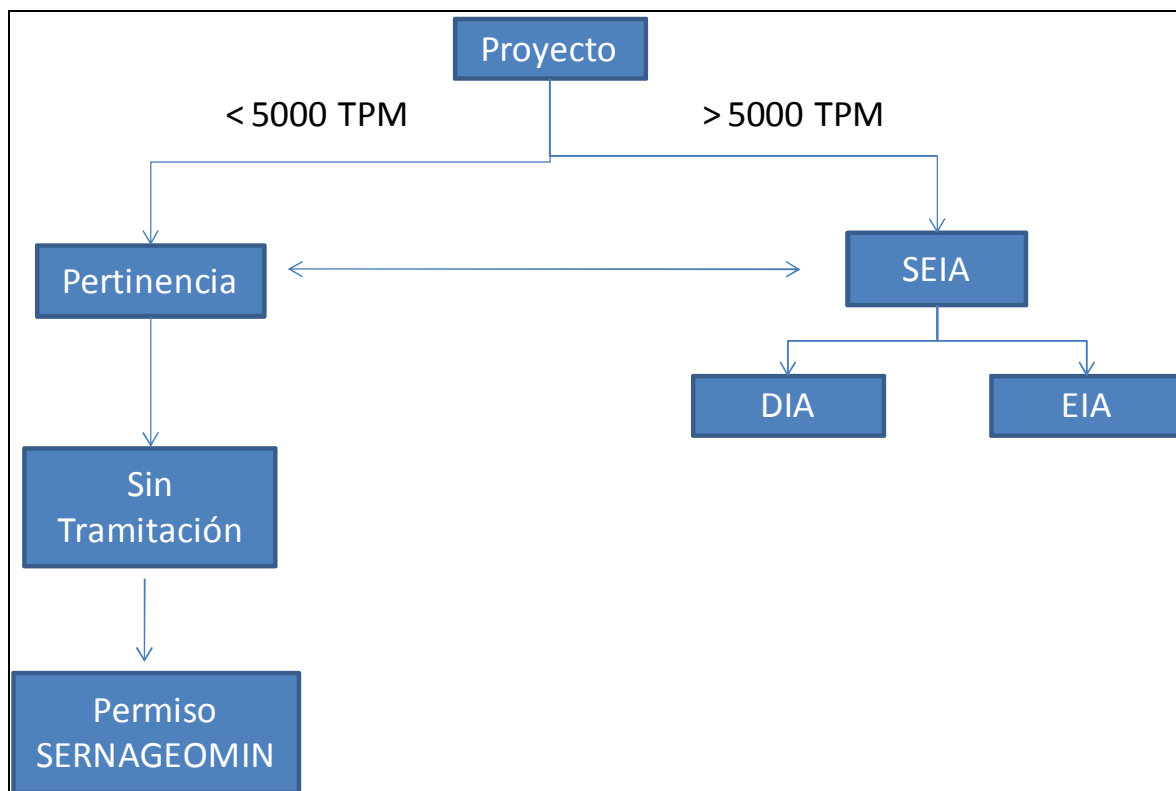 Proyecto
< 5000 TPM
> 5000 TPM
Pertinencia
SEIA
DIA
EIA
Sin
Tramitación
Permiso
SERNAGEOMIN